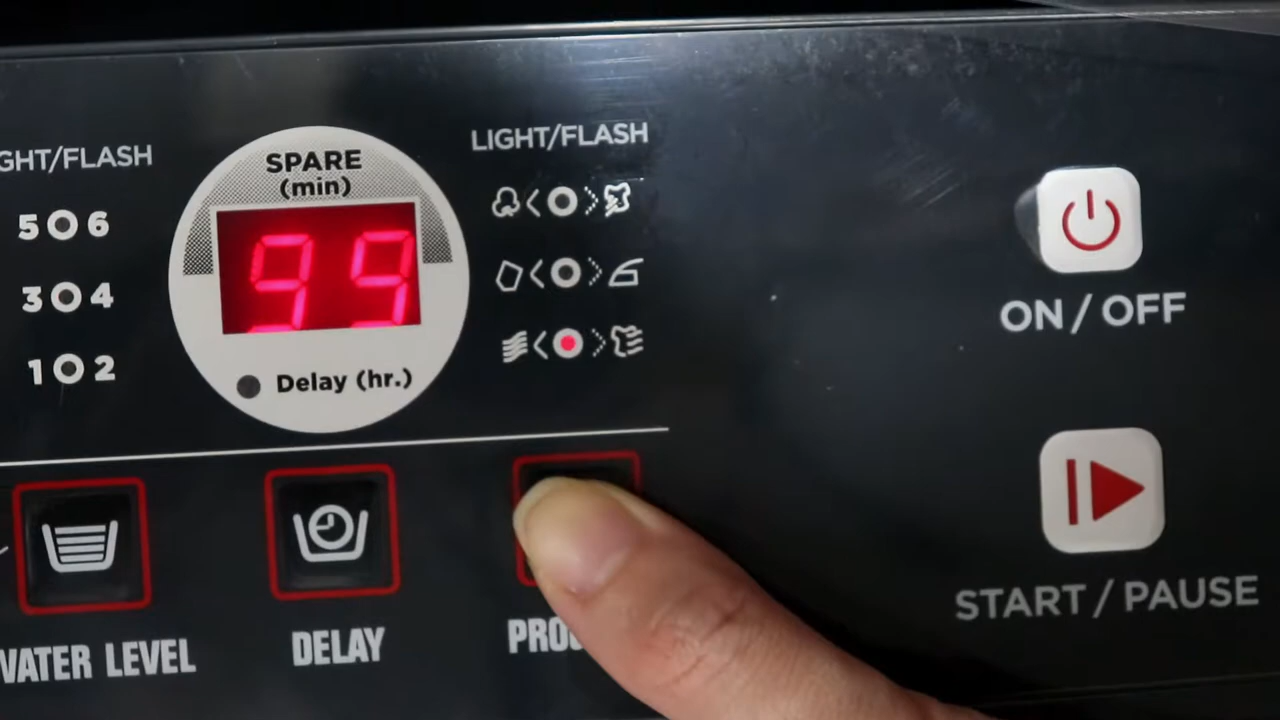 GHT/FLASH
SPARE
(min)
LIGHT/FLASH
5 6
3 4
1 2
99
Delay (hr.)
ON / OFF
START / PAUSE
WATER LEVEL
DELAY
PRO